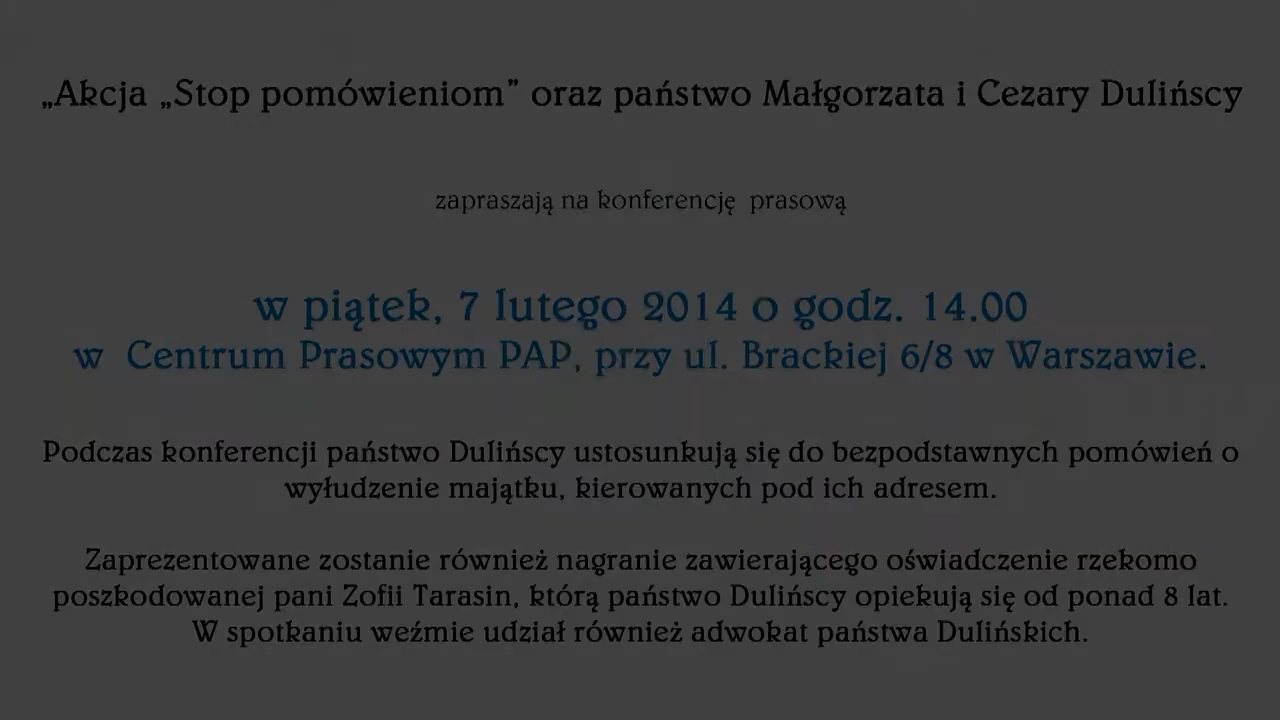 „Akcja „Stop pomówieniom” oraz państwo Małgorzata i Cezary Dulińscy
zapraszają na konferencję prasową
w piątek, 7 lutego 2014 o godz. 14.00
w Centrum Prasowym PAP, przy ul. Brackiej 6/8 w Warszawie.
Podczas konferencji państwo Dulińscy ustosunkują się do bezpodstawnych pomówień o
wyłudzenie majątku, kierowanych pod ich adresem.
Zaprezentowane zostanie również nagranie zawierającego oświadczenie rzekomo
poszkodowanej pani Zofii Tarasin, którą państwo Dulińscy opiekują się od ponad 8 lat.
W spotkaniu weźmie udział również adwokat państwa Dulińskich.